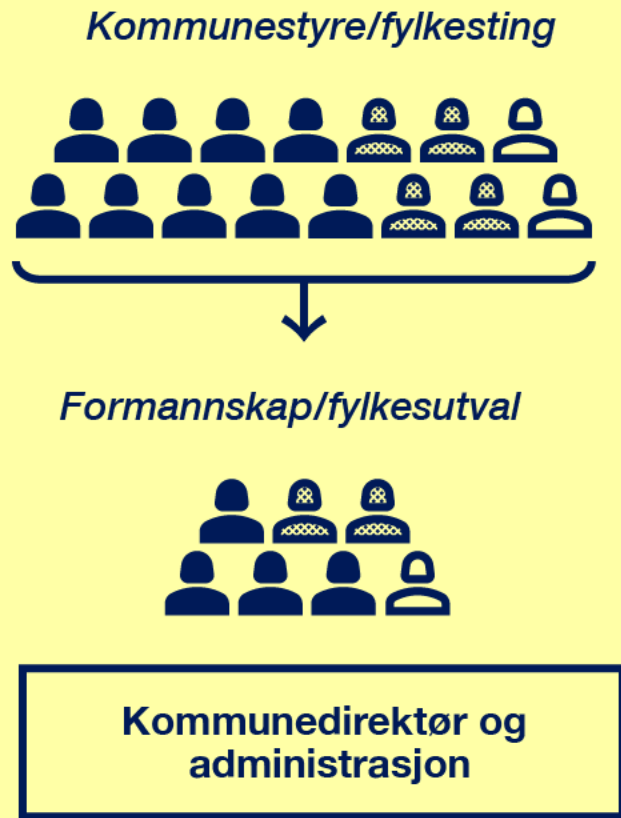 Kommunestyre/fylkesting
Formannskap/fylkesutval
Kommunedirektør og
administrasjon